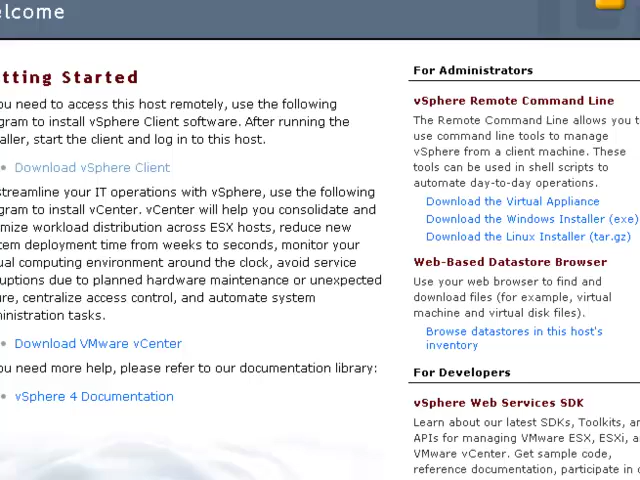 elcome
tting Started
ou need to access this host remotely, use the following
gram to install vSphere Client software. After running the
aller, start the client and log in to this host.
Download vSphere Client
streamline your IT operations with vSphere, use the following
gram to install vCenter. vCenter will help you consolidate and
mize workload distribution across ESX hosts, reduce new
tem deployment time from weeks to seconds, monitor your
ual computing environment around the clock, avoid service
uptions due to planned hardware maintenance or unexpected
ure, centralize access control, and automate system
inistration tasks.
Download VMware vCenter
ou need more help, please refer to our documentation library:
vSphere 4 Documentation
For Administrators
vSphere Remote Command Line
The Remote Command Line allows you t
use command line tools to manage
vSphere from a client machine. These
tools can be used in shell scripts to
automate day-to-day operations.
Download the Virtual Appliance
Download the Windows Installer (exe)
Download the Linux Installer (tar.gz)
Web-Based Datastore Browser
Use your web browser to find and
download files (for example, virtual
machine and virtual disk files).
Browse datastores in this host's
inventory
For Developers
vSphere Web Services SDK
Learn about our latest SDKs, Toolkits, an
APIs for managing VMware ESX, ESXi, a
VMware vCenter. Get sample code,
reference documentation, participate in